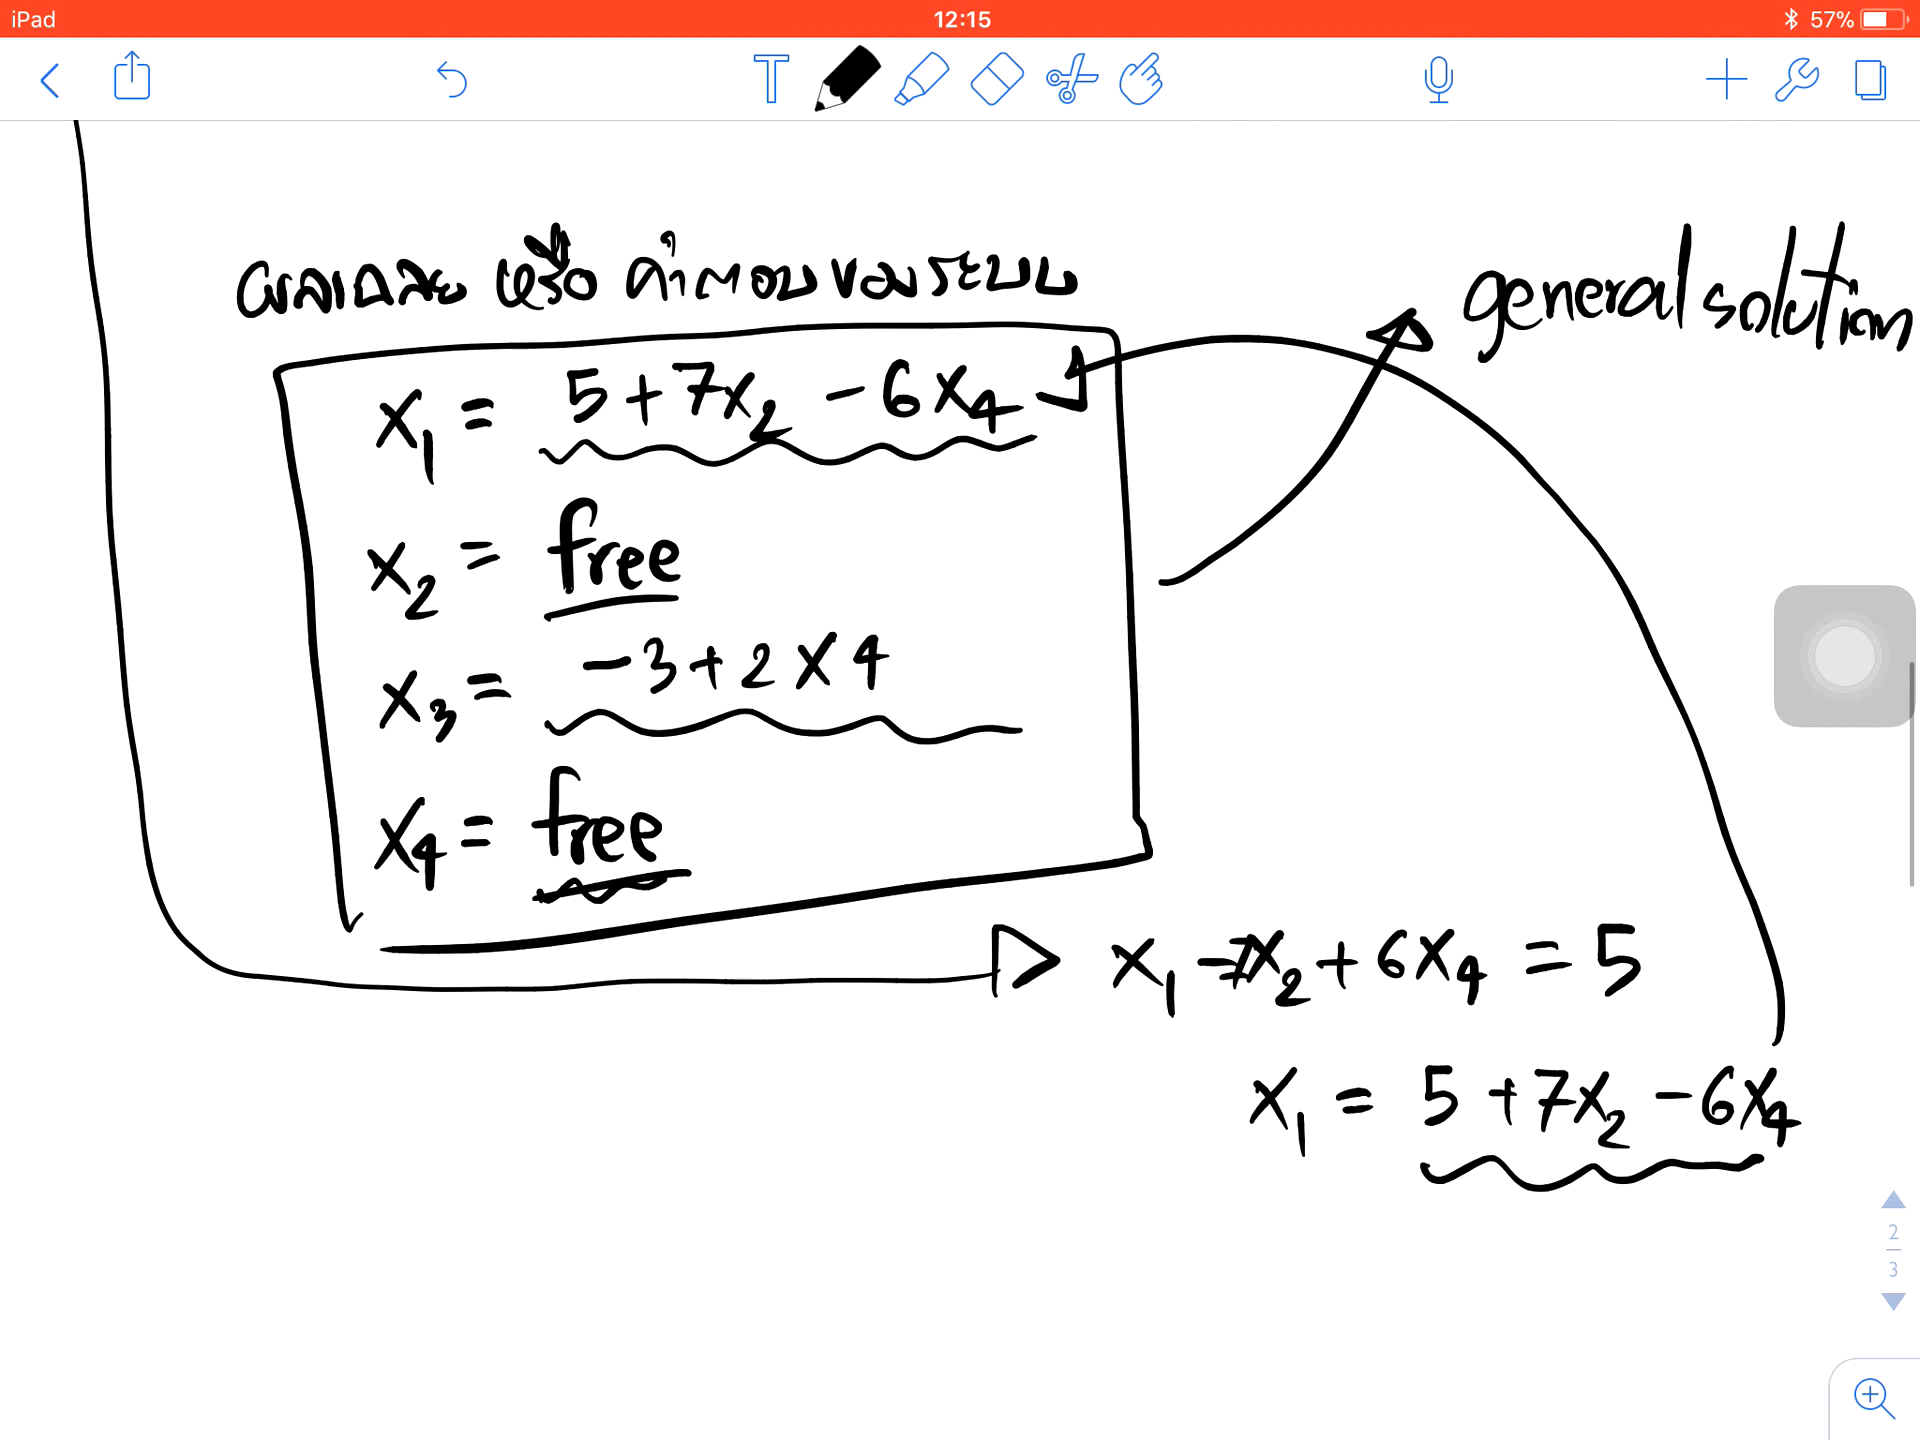 iPad 12:15 57%
T
ผลเฉลย หรือ คำตอบของระบบ
general solution
x₁ = 5 + 7x₂ - 6x₄
x₂ = free
x₃ = -3 + 2x4
x₄ = free
x₁ - 7x₂ + 6x₄ = 5
x₁ = 5 + 7x₂ - 6x₄
2
3